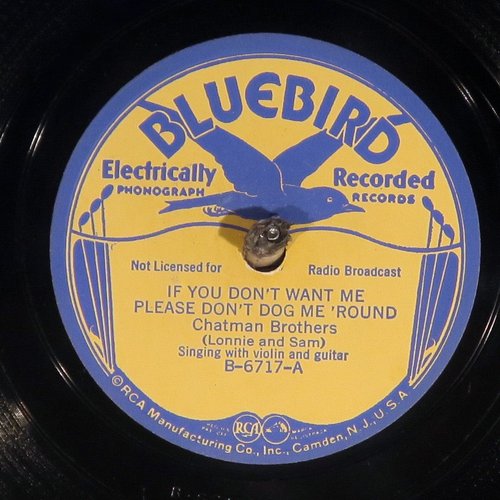 BLUEBIRD
Electrically Recorded
PHONOGRAPH RECORDS
Not Licensed for Radio Broadcast
IF YOU DON'T WANT ME
PLEASE DON'T DOG ME 'ROUND
Chatman Brothers
(Lonnie and Sam)
Singing with violin and guitar
B-6717-A
RCA
©RCA Manufacturing Co., Inc., Camden, N.J., U.S.A